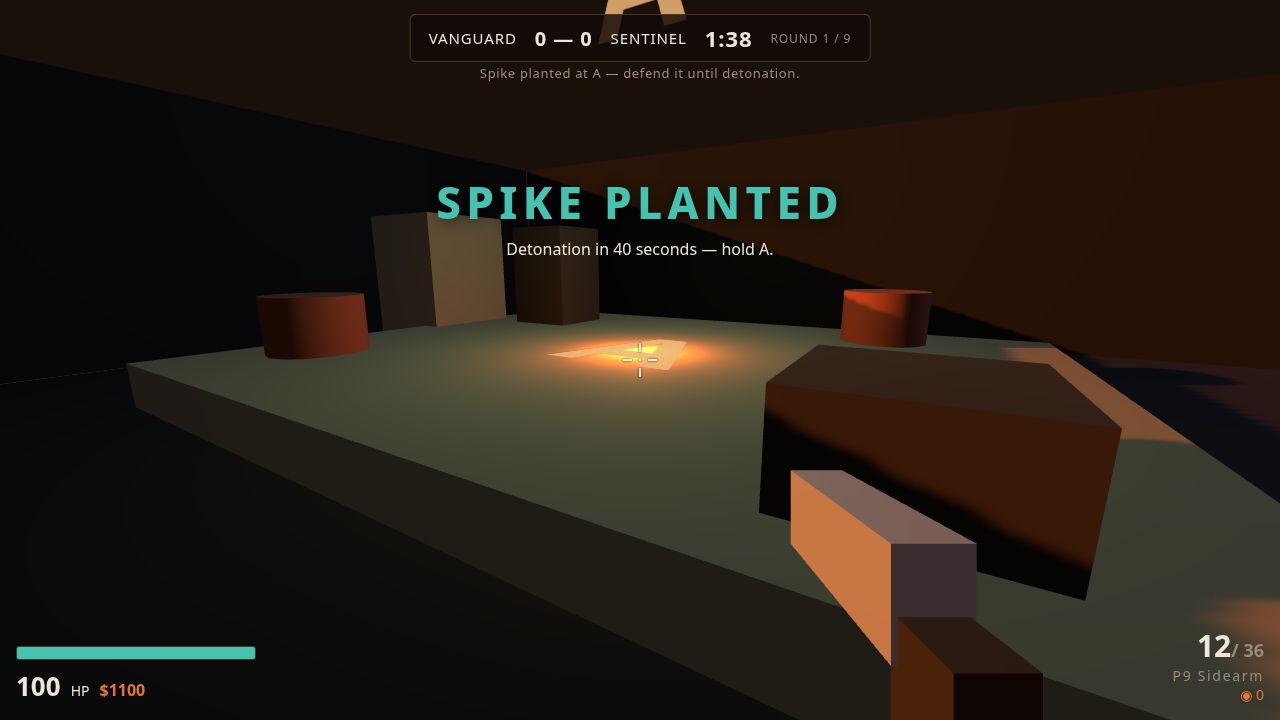 VANGUARD 0 — 0 SENTINEL 1:38 ROUND 1 / 9
Spike planted at A — defend it until detonation.
SPIKE PLANTED
Detonation in 40 seconds — hold A.
A
12 / 36
P9 Sidearm
100 HP $1100
◉ 0